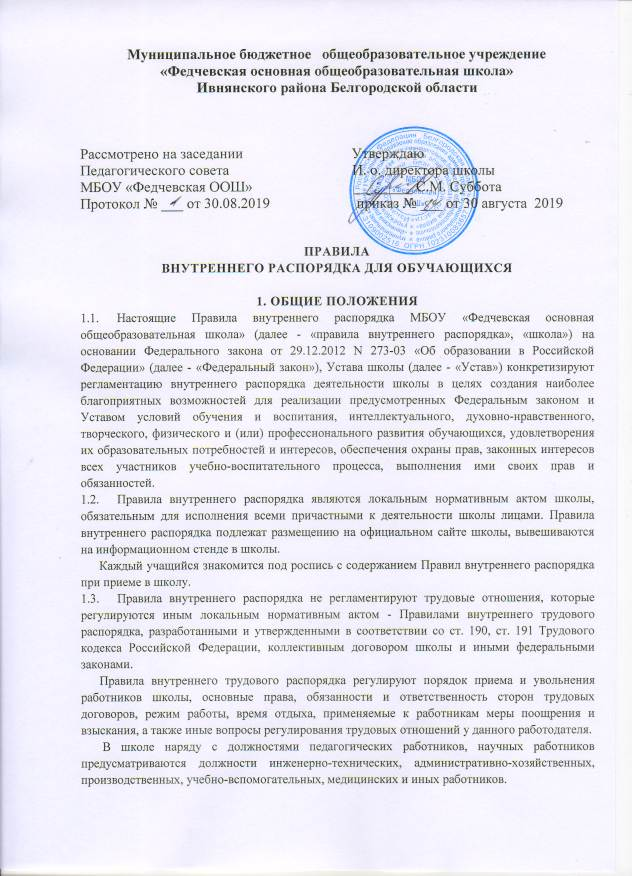 Муниципальное бюджетное общеобразовательное учреждение
«Федчевская основная общеобразовательная школа»
Ивнянского района Белгородской области
Рассмотрено на заседании
Педагогического совета
МБОУ «Федчевская ООШ»
Протокол № 1 от 30.08.2019
Утверждаю
И. о. директора школы
С.М. Суббота
приказ № от 30 августа 2019
ПРАВИЛА
ВНУТРЕННЕГО РАСПОРЯДКА ДЛЯ ОБУЧАЮЩИХСЯ
1. ОБЩИЕ ПОЛОЖЕНИЯ
1.1. Настоящие Правила внутреннего распорядка МБОУ «Федчевская основная
общеобразовательная школа» (далее - «правила внутреннего распорядка», «школа») на
основании Федерального закона от 29.12.2012 N 273-03 «Об образовании в Российской
Федерации» (далее - «Федеральный закон»), Устава школы (далее - «Устав») конкретизируют
регламентацию внутреннего распорядка деятельности школы в целях создания наиболее
благоприятных возможностей для реализации предусмотренных Федеральным законом и
Уставом условий обучения и воспитания, интеллектуального, духовно-нравственного,
творческого, физического и (или) профессионального развития обучающихся, удовлетворения
их образовательных потребностей и интересов, обеспечения охраны прав, законных интересов
всех участников учебно-воспитательного процесса, выполнения ими своих прав и
обязанностей.
1.2. Правила внутреннего распорядка являются локальным нормативным актом школы,
обязательным для исполнения всеми причастными к деятельности школы лицами. Правила
внутреннего распорядка подлежат размещению на официальном сайте школы, вывешиваются
на информационном стенде в школы.
Каждый учащийся знакомится под роспись с содержанием Правил внутреннего распорядка
при приеме в школу.
1.3. Правила внутреннего распорядка не регламентируют трудовые отношения, которые
регулируются иным локальным нормативным актом - Правилами внутреннего трудового
распорядка, разработанными и утвержденными в соответствии со ст. 190, ст. 191 Трудового
кодекса Российской Федерации, коллективным договором школы и иными федеральными
законами.
Правила внутреннего трудового распорядка регулируют порядок приема и увольнения
работников школы, основные права, обязанности и ответственность сторон трудовых
договоров, режим работы, время отдыха, применяемые к работникам меры поощрения и
взыскания, а также иные вопросы регулирования трудовых отношений у данного работодателя.
В школе наряду с должностями педагогических работников, научных работников
предусматриваются должности инженерно-технических, административно-хозяйственных,
производственных, учебно-вспомогательных, медицинских и иных работников.